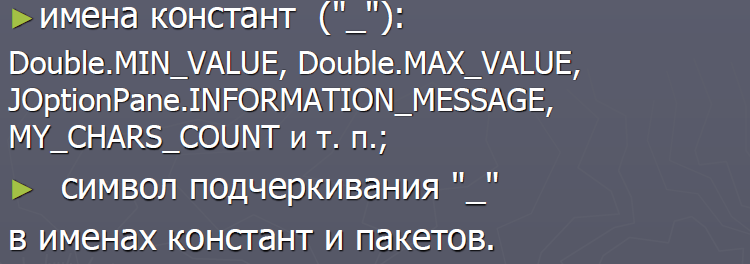 ►имена констант ("_"):
Double.MIN_VALUE, Double.MAX_VALUE,
JOptionPane.INFORMATION_MESSAGE,
MY_CHARS_COUNT и т. п.;
► символ подчеркивания "_"
в именах констант и пакетов.